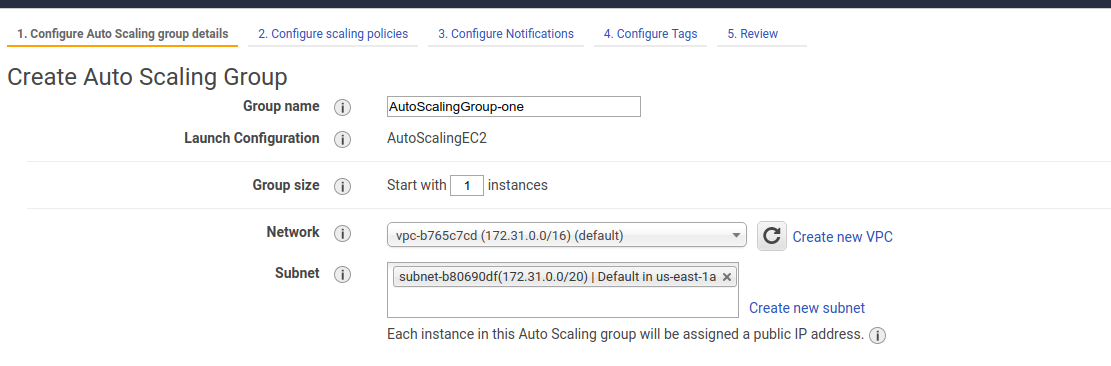 1. Configure Auto Scaling group details 2. Configure scaling policies 3. Configure Notifications 4. Configure Tags 5. Review
Create Auto Scaling Group
Group name i AutoScalingGroup-one
Launch Configuration i AutoScalingEC2
Group size i Start with 1 instances
Network i vpc-b765c7cd (172.31.0.0/16) (default) Create new VPC
Subnet i subnet-b80690df(172.31.0.0/20) | Default in us-east-1a ×
Create new subnet
Each instance in this Auto Scaling group will be assigned a public IP address. i